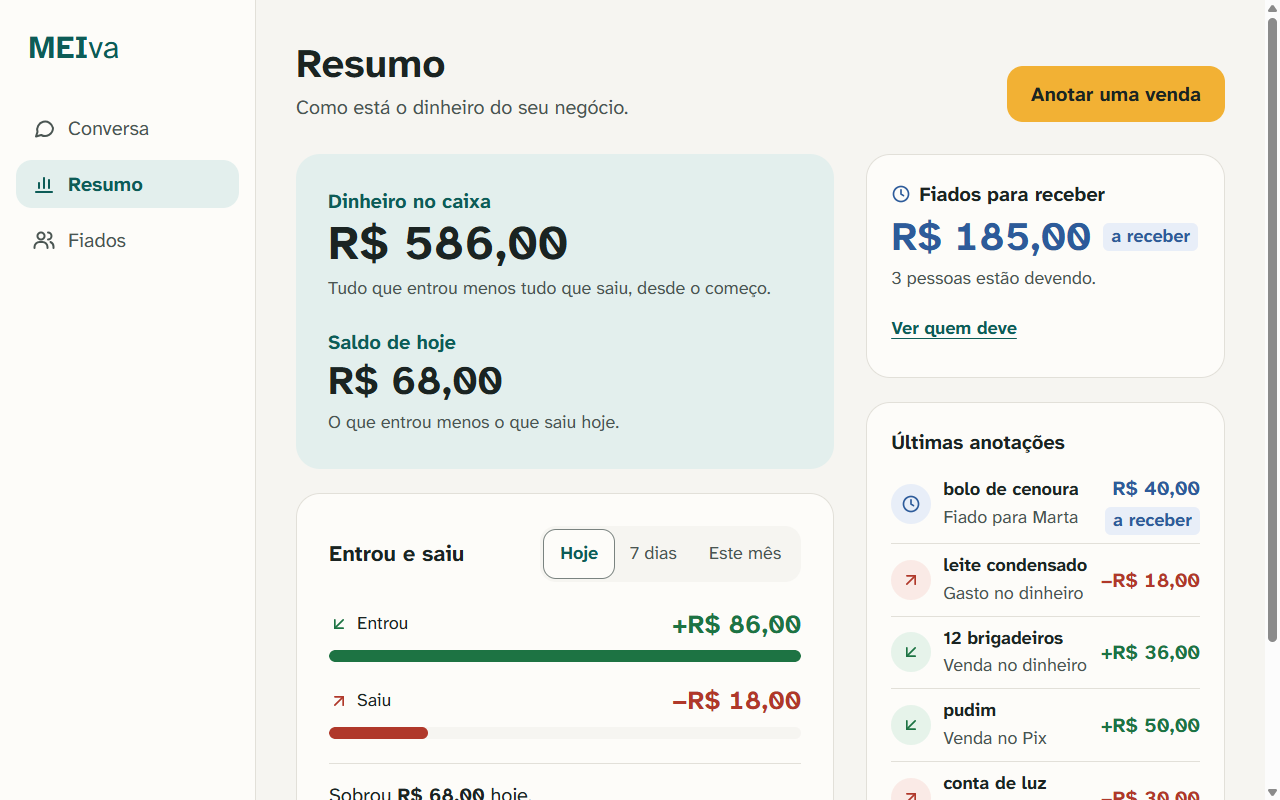 MEIva
Conversa
Resumo
Fiados
Resumo
Como está o dinheiro do seu negócio.
Anotar uma venda
Dinheiro no caixa
R$ 586,00
Tudo que entrou menos tudo que saiu, desde o começo.
Saldo de hoje
R$ 68,00
O que entrou menos o que saiu hoje.
Entrou e saiu
Hoje
7 dias
Este mês
Entrou
+R$ 86,00
Saiu
–R$ 18,00
Sobrou R$ 68,00 hoje.
Fiados para receber
R$ 185,00 a receber
3 pessoas estão devendo.
Ver quem deve
Últimas anotações
bolo de cenoura
R$ 40,00
Fiado para Marta
a receber
leite condensado
Gasto no dinheiro
–R$ 18,00
12 brigadeiros
Venda no dinheiro
+R$ 36,00
pudim
Venda no Pix
+R$ 50,00
conta de luz
–R$ 30,00